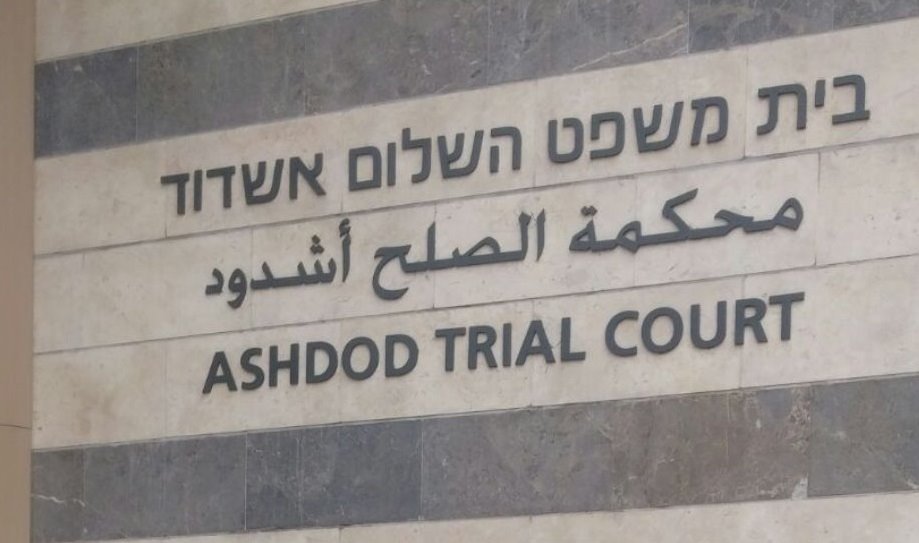 בית משפט השלום אשדוד
محكمة الصلح أشدود
ASHDOD TRIAL COURT